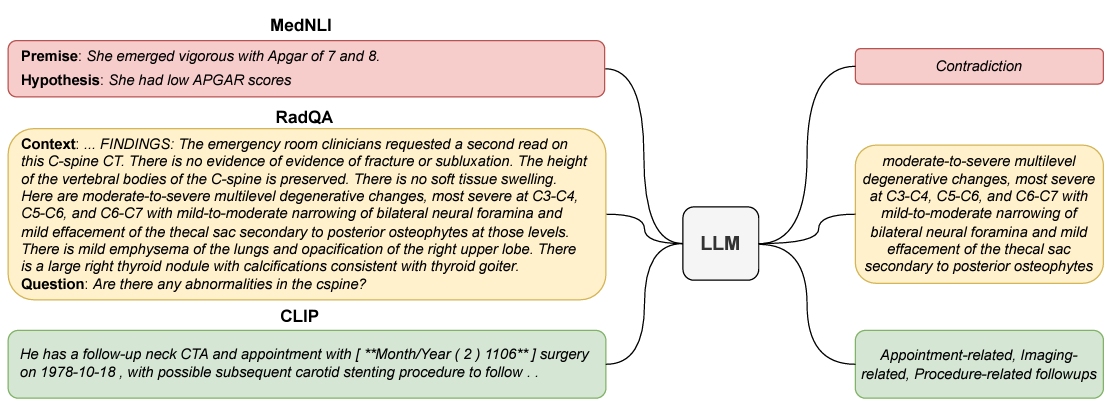 MedNLI
Premise: She emerged vigorous with Apgar of 7 and 8.
Hypothesis: She had low APGAR scores
RadQA
Context: ... FINDINGS: The emergency room clinicians requested a second read on
this C-spine CT. There is no evidence of evidence of fracture or subluxation. The height
of the vertebral bodies of the C-spine is preserved. There is no soft tissue swelling.
Here are moderate-to-severe multilevel degenerative changes, most severe at C3-C4,
C5-C6, and C6-C7 with mild-to-moderate narrowing of bilateral neural foramina and
mild effacement of the thecal sac secondary to posterior osteophytes at those levels.
There is mild emphysema of the lungs and opacification of the right upper lobe. There
is a large right thyroid nodule with calcifications consistent with thyroid goiter.
Question: Are there any abnormalities in the cspine?
CLIP
He has a follow-up neck CTA and appointment with [ **Month/Year ( 2 ) 1106** ] surgery
on 1978-10-18 , with possible subsequent carotid stenting procedure to follow . .
LLM
Contradiction
moderate-to-severe multilevel
degenerative changes, most severe
at C3-C4, C5-C6, and C6-C7 with
mild-to-moderate narrowing of
bilateral neural foramina and mild
effacement of the thecal sac
secondary to posterior osteophytes
Appointment-related, Imaging-
related, Procedure-related followups